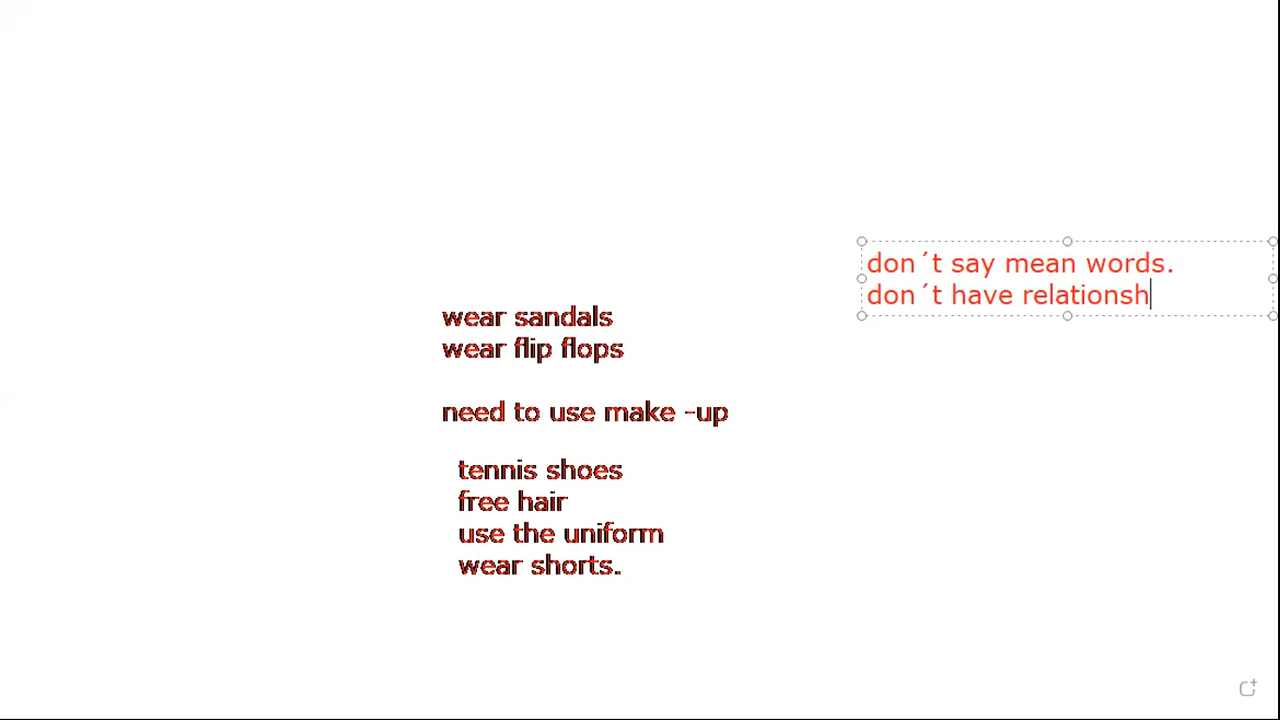 don´t say mean words.
don´t have relationsh
wear sandals
wear flip flops
need to use make -up
tennis shoes
free hair
use the uniform
wear shorts.